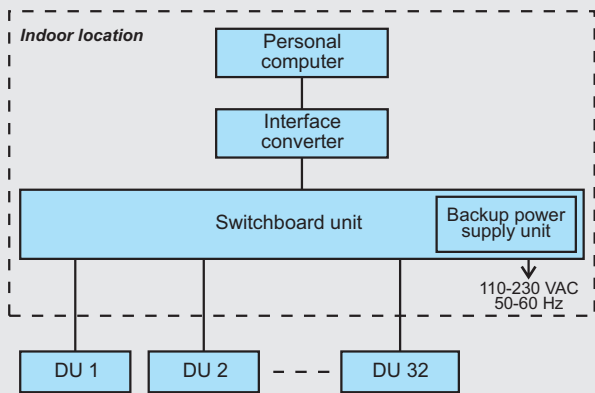 Indoor location
Personal
computer
Interface
converter
Switchboard unit
Backup power
supply unit
110-230 VAC
50-60 Hz
DU 1
DU 2
DU 32